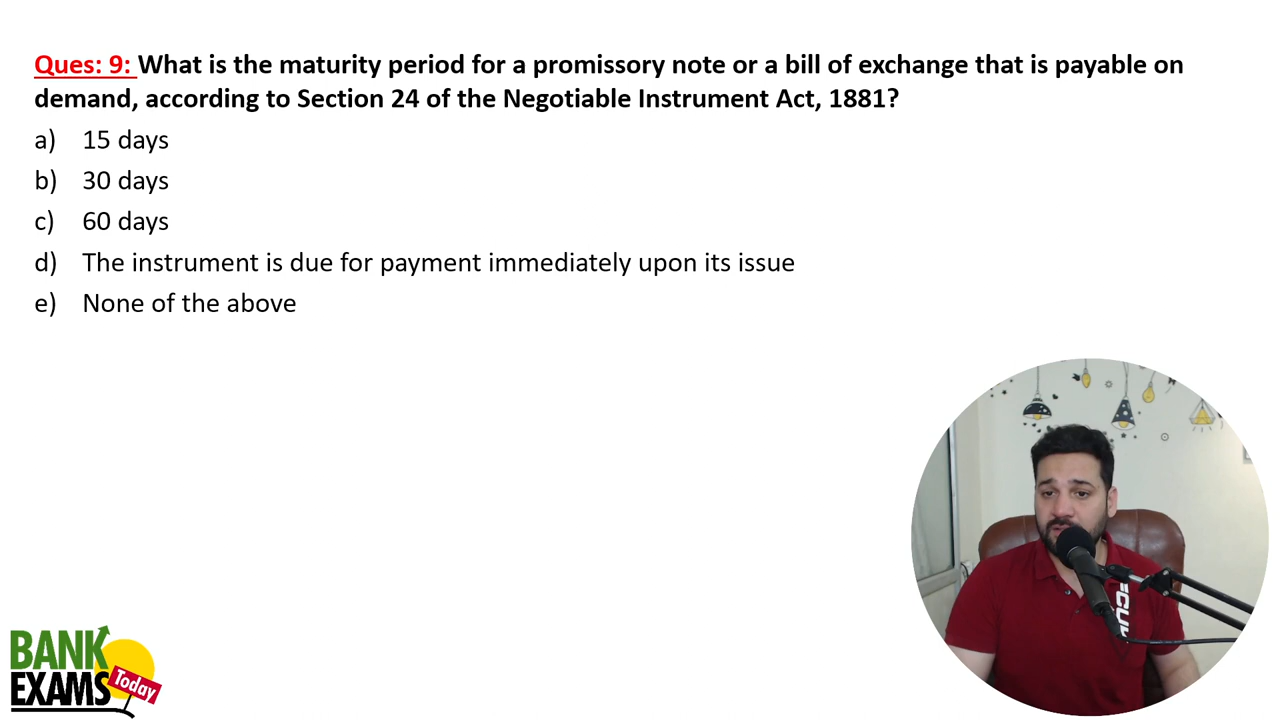 Ques: 9: What is the maturity period for a promissory note or a bill of exchange that is payable on
demand, according to Section 24 of the Negotiable Instrument Act, 1881?
a) 15 days
b) 30 days
c) 60 days
d) The instrument is due for payment immediately upon its issue
e) None of the above
BANK
EXAMS
Today